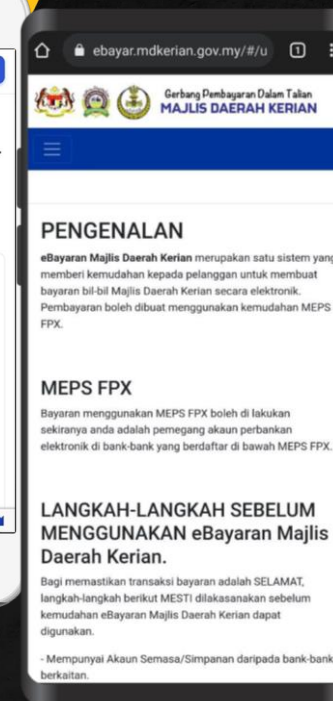 ebayar.mdkerian.gov.my/#/u
1
Gerbang Pembayaran Dalam Talian
MAJLIS DAERAH KERIAN
PENGENALAN
eBayaran Majlis Daerah Kerian merupakan satu sistem yang
memberi kemudahan kepada pelanggan untuk membuat
bayaran bil-bil Majlis Daerah Kerian secara elektronik.
Pembayaran boleh dibuat menggunakan kemudahan MEPS
FPX.
MEPS FPX
Bayaran menggunakan MEPS FPX boleh di lakukan
sekiranya anda adalah pemegang akaun perbankan
elektronik di bank-bank yang berdaftar di bawah MEPS FPX.
LANGKAH-LANGKAH SEBELUM
MENGGUNAKAN eBayaran Majlis
Daerah Kerian.
Bagi memastikan transaksi bayaran adalah SELAMAT,
langkah-langkah berikut MESTI dilakasanakan sebelum
kemudahan eBayaran Majlis Daerah Kerian dapat
digunakan.
- Mempunyai Akaun Semasa/Simpanan daripada bank-bank
berkaitan.